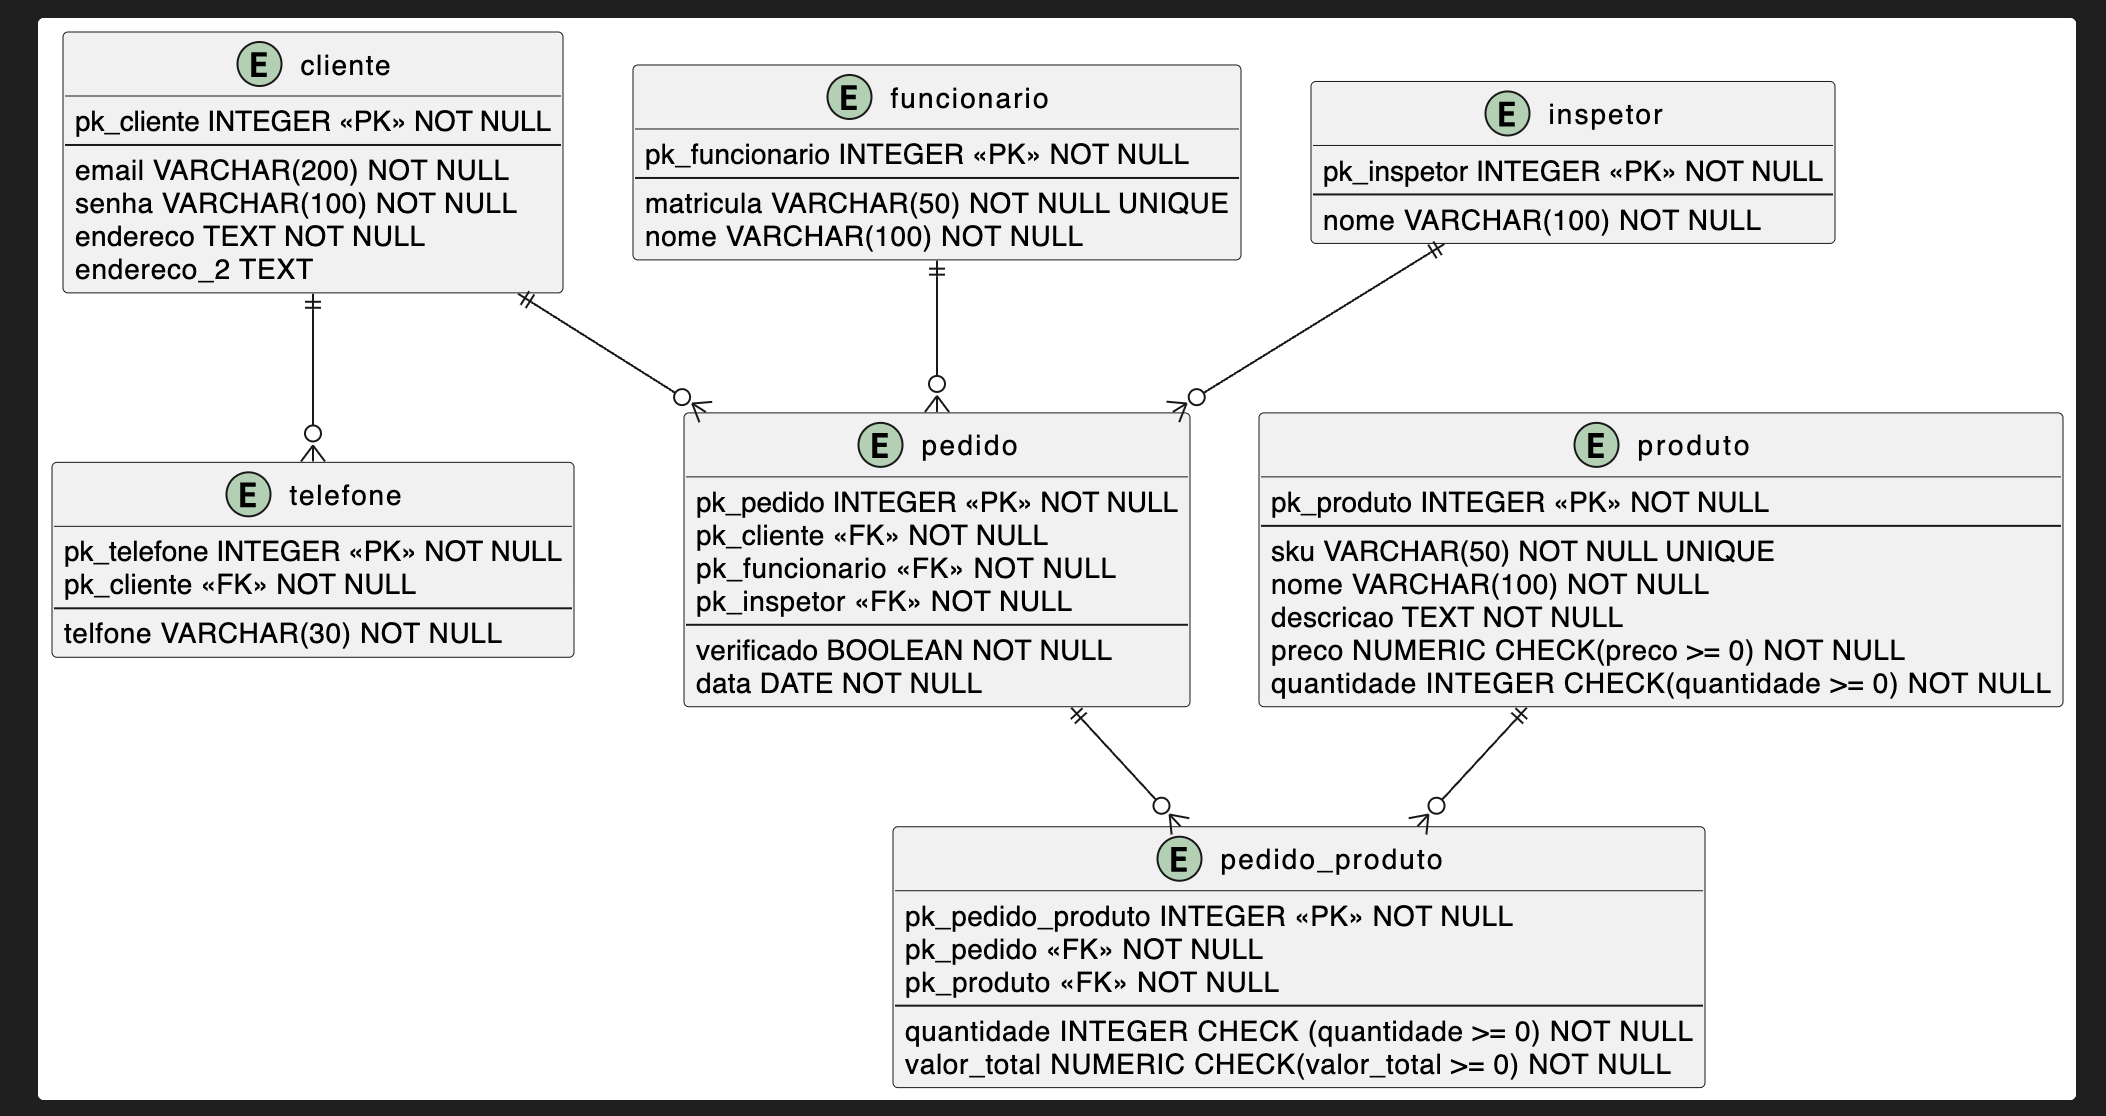 E cliente
pk_cliente INTEGER «PK» NOT NULL
email VARCHAR(200) NOT NULL
senha VARCHAR(100) NOT NULL
endereco TEXT NOT NULL
endereco_2 TEXT
E funcionario
pk_funcionario INTEGER «PK» NOT NULL
matricula VARCHAR(50) NOT NULL UNIQUE
nome VARCHAR(100) NOT NULL
E inspetor
pk_inspetor INTEGER «PK» NOT NULL
nome VARCHAR(100) NOT NULL
E telefone
pk_telefone INTEGER «PK» NOT NULL
pk_cliente «FK» NOT NULL
telfone VARCHAR(30) NOT NULL
E pedido
pk_pedido INTEGER «PK» NOT NULL
pk_cliente «FK» NOT NULL
pk_funcionario «FK» NOT NULL
pk_inspetor «FK» NOT NULL
verificado BOOLEAN NOT NULL
data DATE NOT NULL
E produto
pk_produto INTEGER «PK» NOT NULL
sku VARCHAR(50) NOT NULL UNIQUE
nome VARCHAR(100) NOT NULL
descricao TEXT NOT NULL
preco NUMERIC CHECK(preco >= 0) NOT NULL
quantidade INTEGER CHECK(quantidade >= 0) NOT NULL
E pedido_produto
pk_pedido_produto INTEGER «PK» NOT NULL
pk_pedido «FK» NOT NULL
pk_produto «FK» NOT NULL
quantidade INTEGER CHECK (quantidade >= 0) NOT NULL
valor_total NUMERIC CHECK(valor_total >= 0) NOT NULL